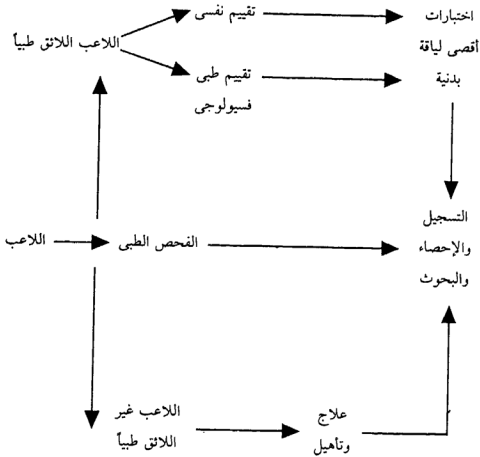 تقييم نفسى
اختبارات
أقصى لياقة
بدنية
اللاعب اللائق طبياً
تقييم طبى
فسيولوجى
التسجيل
والإحصاء
والبحوث
اللاعب
الفحص الطبى
اللاعب غير
اللائق طبياً
علاج
وتأهيل